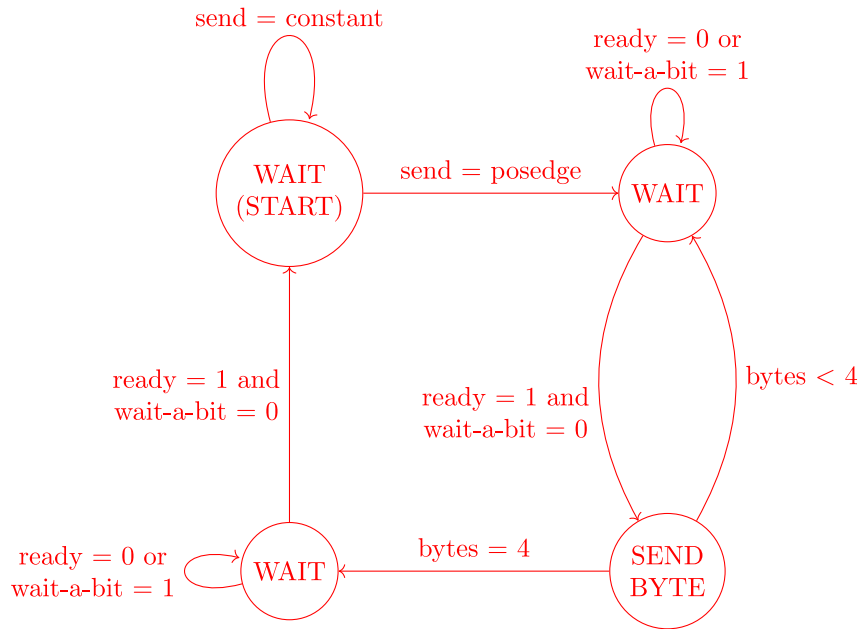 send = constant
ready = 0 or
wait-a-bit = 1
WAIT
(START)
send = posedge
WAIT
ready = 1 and
wait-a-bit = 0
ready = 1 and
wait-a-bit = 0
bytes < 4
ready = 0 or
wait-a-bit = 1
WAIT
bytes = 4
SEND
BYTE